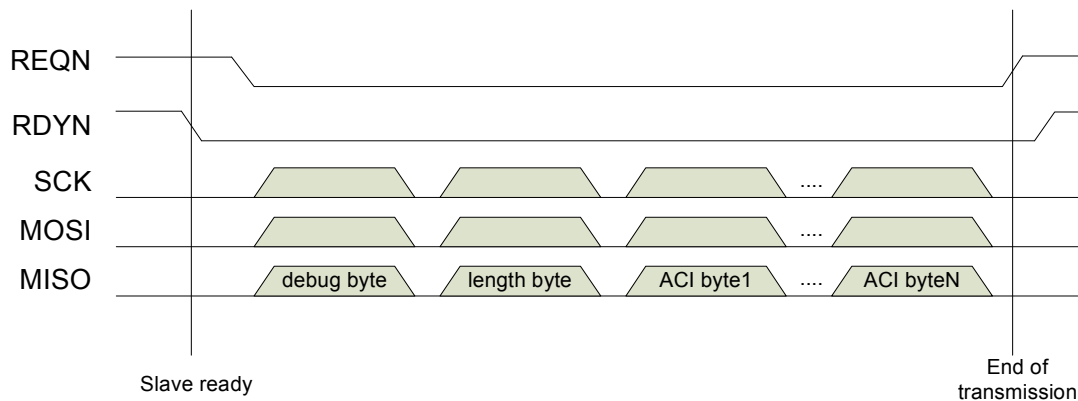 REQN
RDYN
SCK
....
MOSI
....
MISO
debug byte
length byte
ACI byte1
....
ACI byteN
Slave ready
End of
transmission